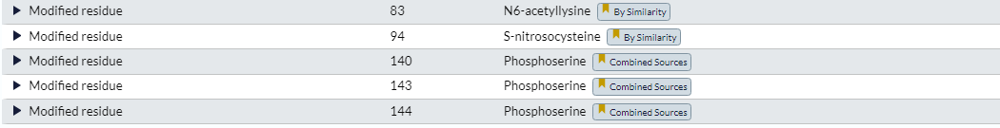 Modified residue 83 N6-acetyllysine By Similarity
Modified residue 94 S-nitrosocysteine By Similarity
Modified residue 140 Phosphoserine Combined Sources
Modified residue 143 Phosphoserine Combined Sources
Modified residue 144 Phosphoserine Combined Sources